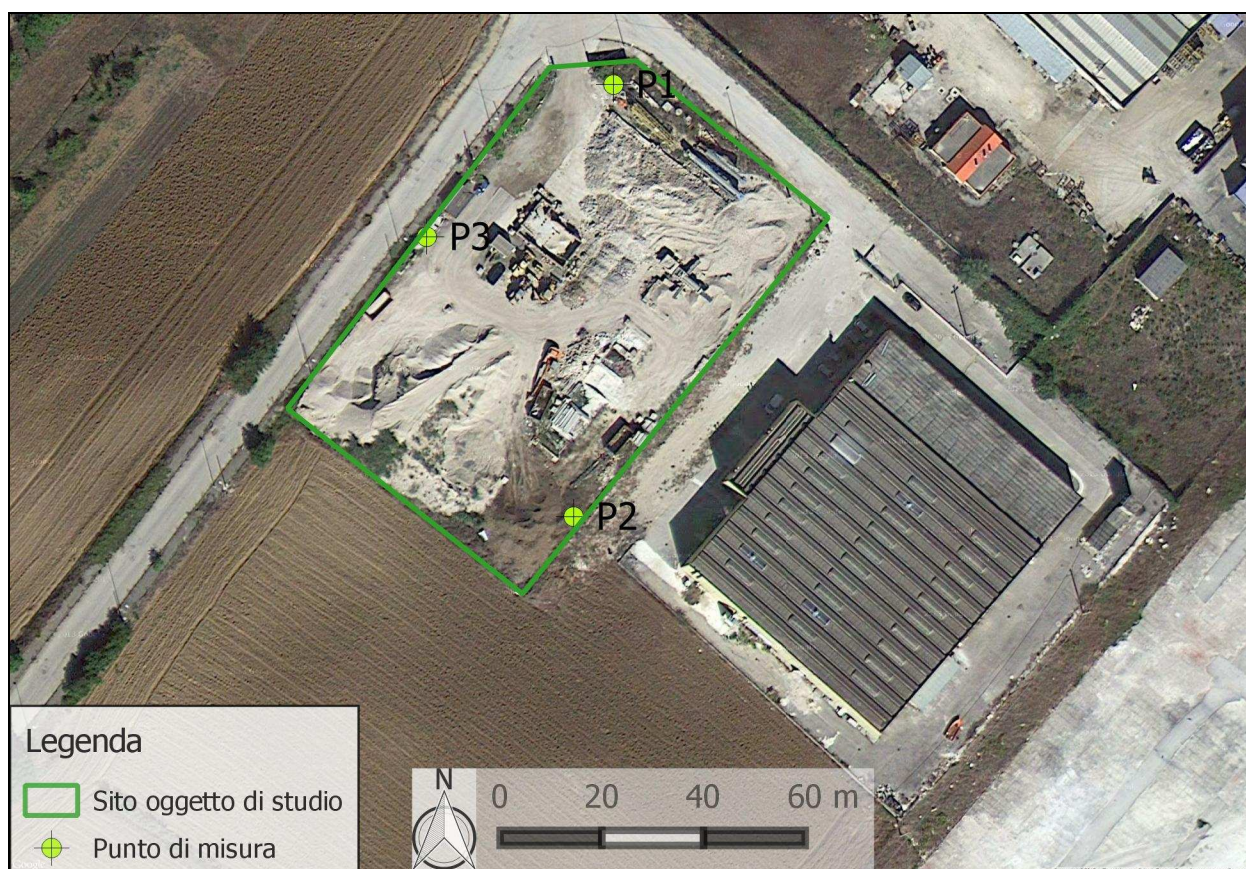 P1
P3
P2
Legenda
Sito oggetto di studio
Punto di misura
N
0 20 40 60 m